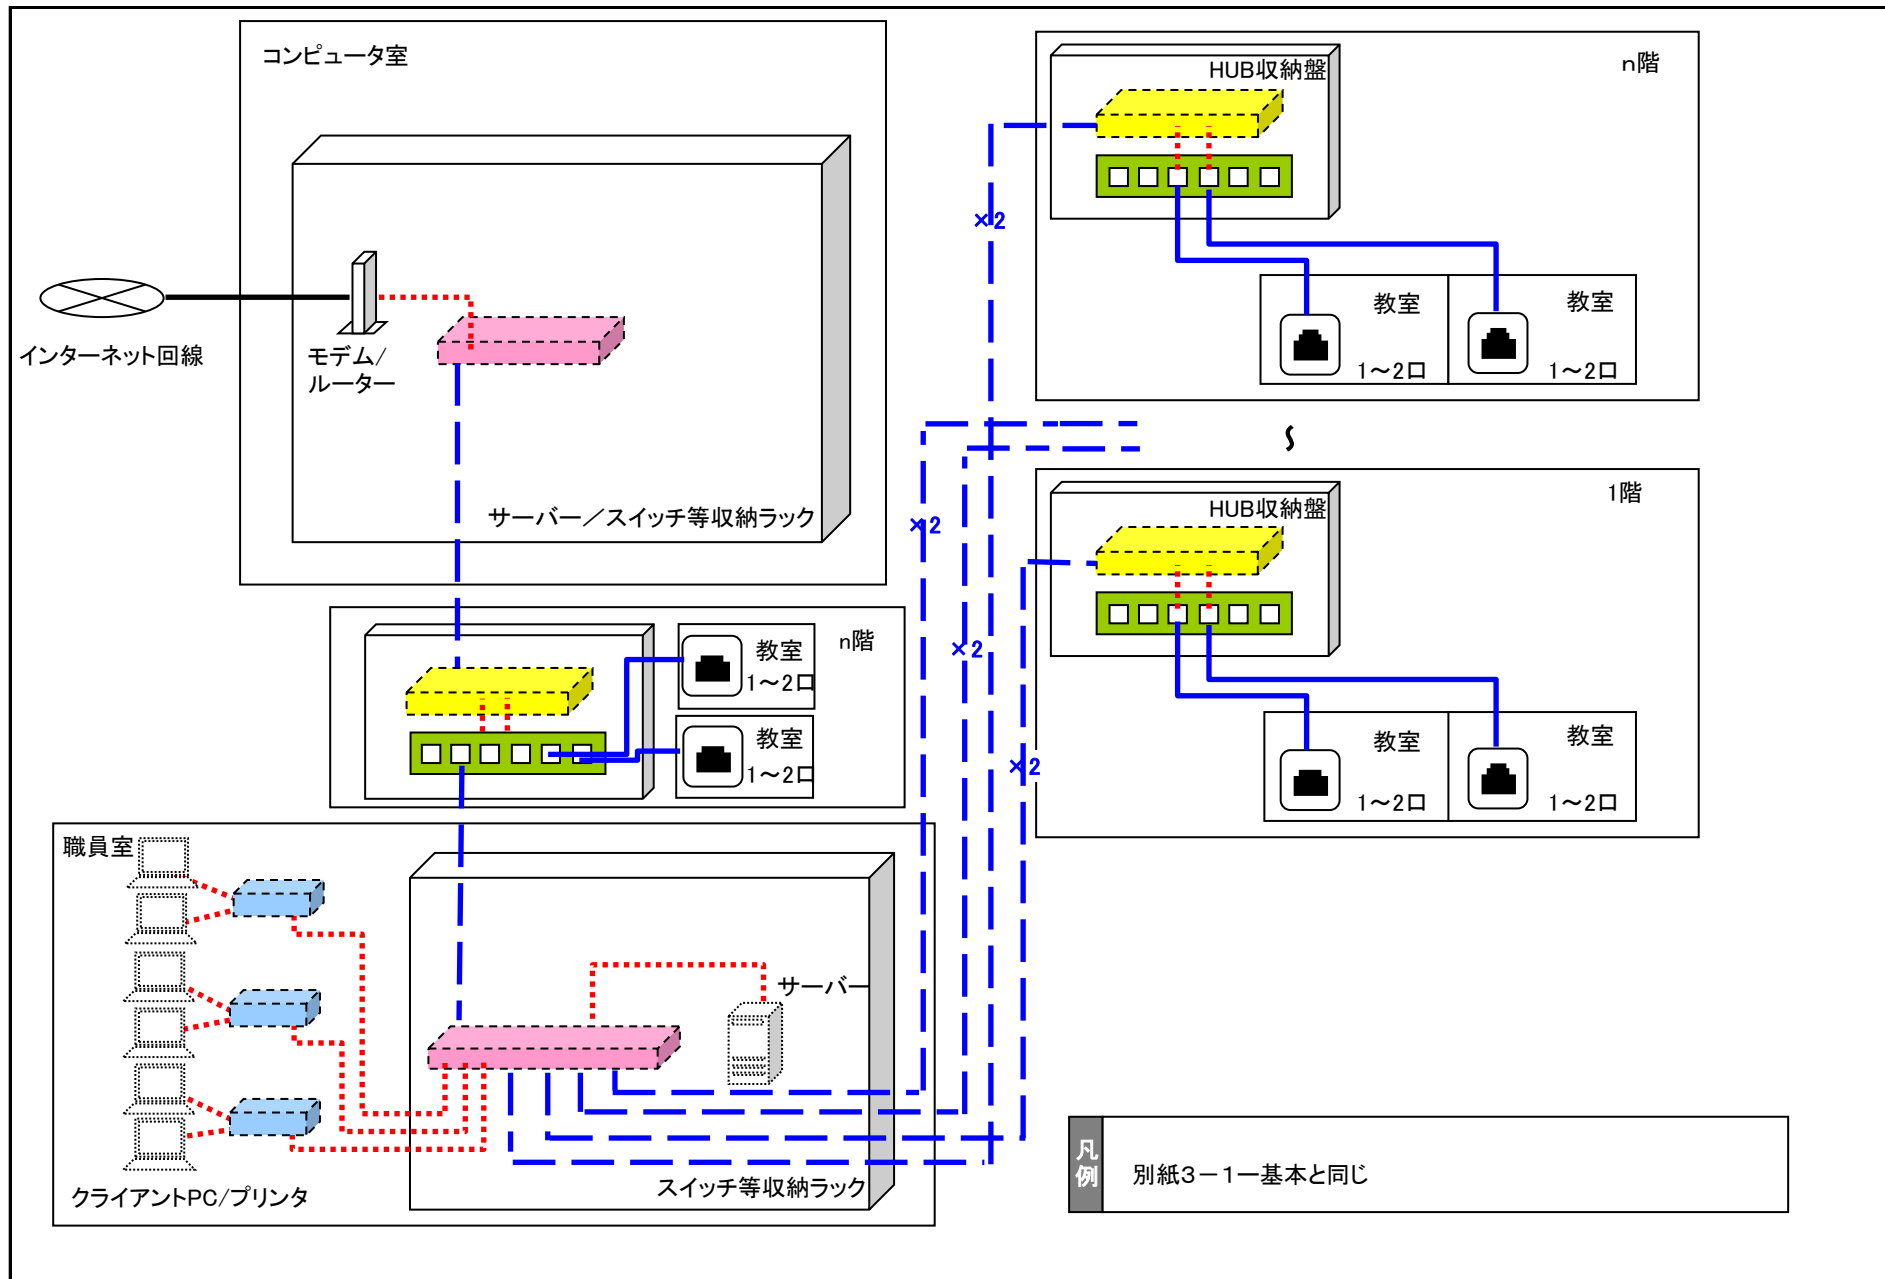 コンピュータ室
インターネット回線
モデム/
ルーター
サーバー／スイッチ等収納ラック
n階
教室
1～2口
教室
1～2口
職員室
サーバー
クライアントPC/プリンタ
スイッチ等収納ラック
×2
×2
×2
×2
HUB収納盤
n階
教室
1～2口
教室
1～2口
～
HUB収納盤
1階
教室
1～2口
教室
1～2口
凡例
別紙３－１ー基本と同じ